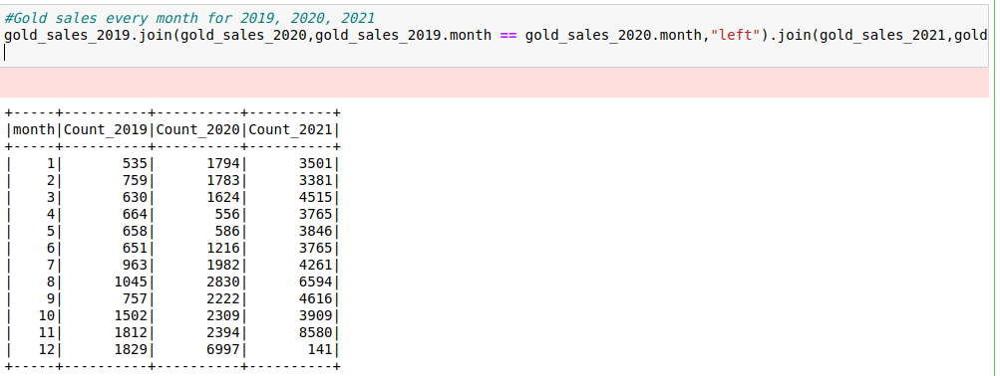 #Gold sales every month for 2019, 2020, 2021
gold_sales_2019.join(gold_sales_2020,gold_sales_2019.month == gold_sales_2020.month,"left").join(gold_sales_2021,gold
+-----+----------+----------+----------+
|month|Count_2019|Count_2020|Count_2021|
+-----+----------+----------+----------+
|    1|       535|      1794|      3501|
|    2|       759|      1783|      3381|
|    3|       630|      1624|      4515|
|    4|       664|       556|      3765|
|    5|       658|       586|      3846|
|    6|       651|      1216|      3765|
|    7|       963|      1982|      4261|
|    8|      1045|      2830|      6594|
|    9|       757|      2222|      4616|
|   10|      1502|      2309|      3909|
|   11|      1812|      2394|      8580|
|   12|      1829|      6997|       141|
+-----+----------+----------+----------+